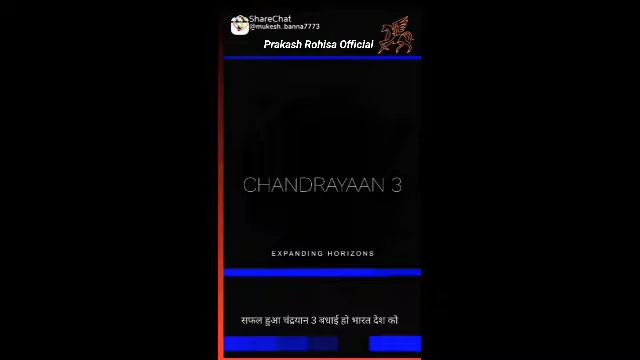 ShareChat
@mukesh_banna7773
Prakash Rohisa Official
CHANDRAYAAN 3
EXPANDING HORIZONS
सफल हुआ चंद्रयान 3 बधाई हो भारत देश को